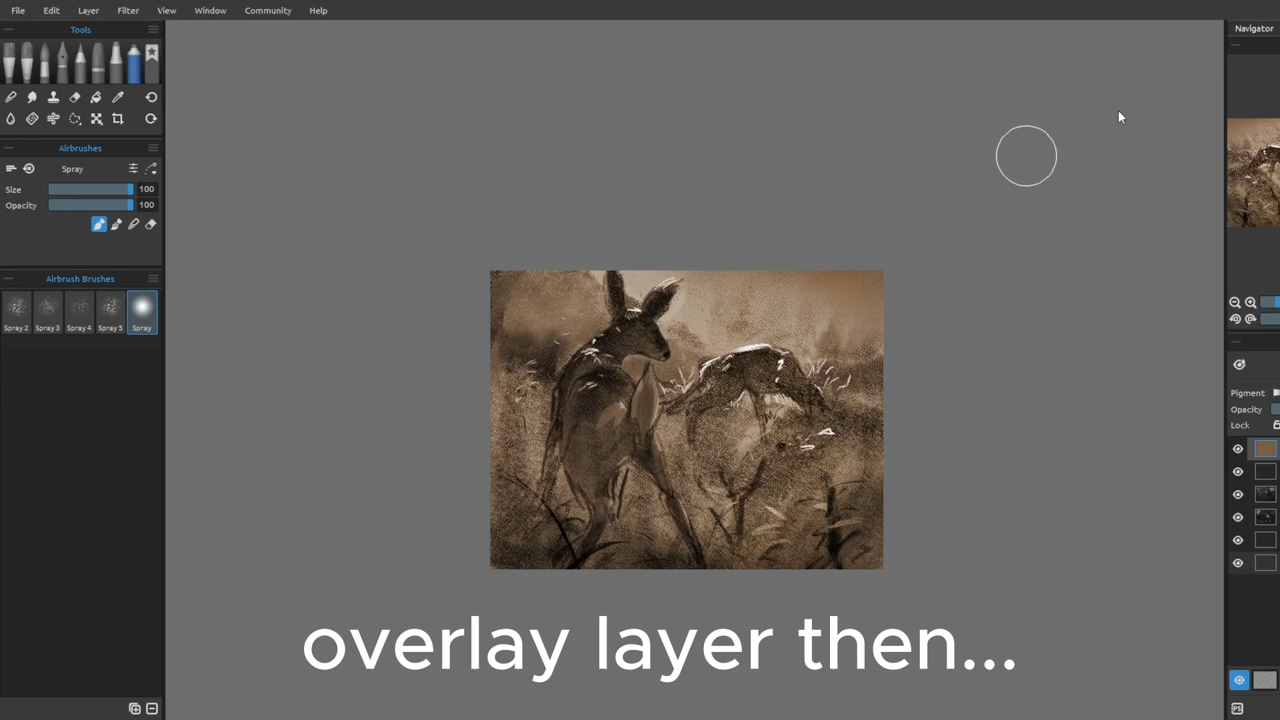 File Edit Layer Filter View Window Community Help
Tools
Navigator
Airbrushes
Spray
Size 100
Opacity 100
Airbrush Brushes
Spray 2 Spray 3 Spray 4 Spray 5 Spray
Pigment
Opacity
Lock
overlay layer then...
PS